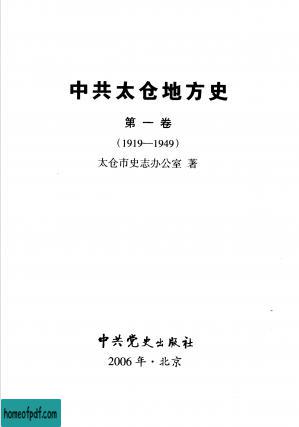 中共太仓地方史
第一卷
(1919—1949)
太仓市史志办公室 著
中共党史出版社
2006年·北京
homeofpdf.com